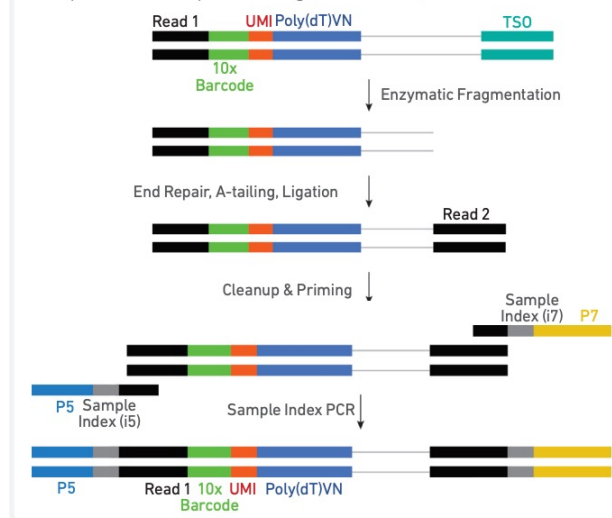 Read 1 UMI Poly(dT)VN TSO
10x
Barcode
Enzymatic Fragmentation
End Repair, A-tailing, Ligation
Read 2
Cleanup & Priming
Sample
Index (i7) P7
P5 Sample
Index (i5)
Sample Index PCR
P5 Read 1 10x UMI Poly(dT)VN
Barcode